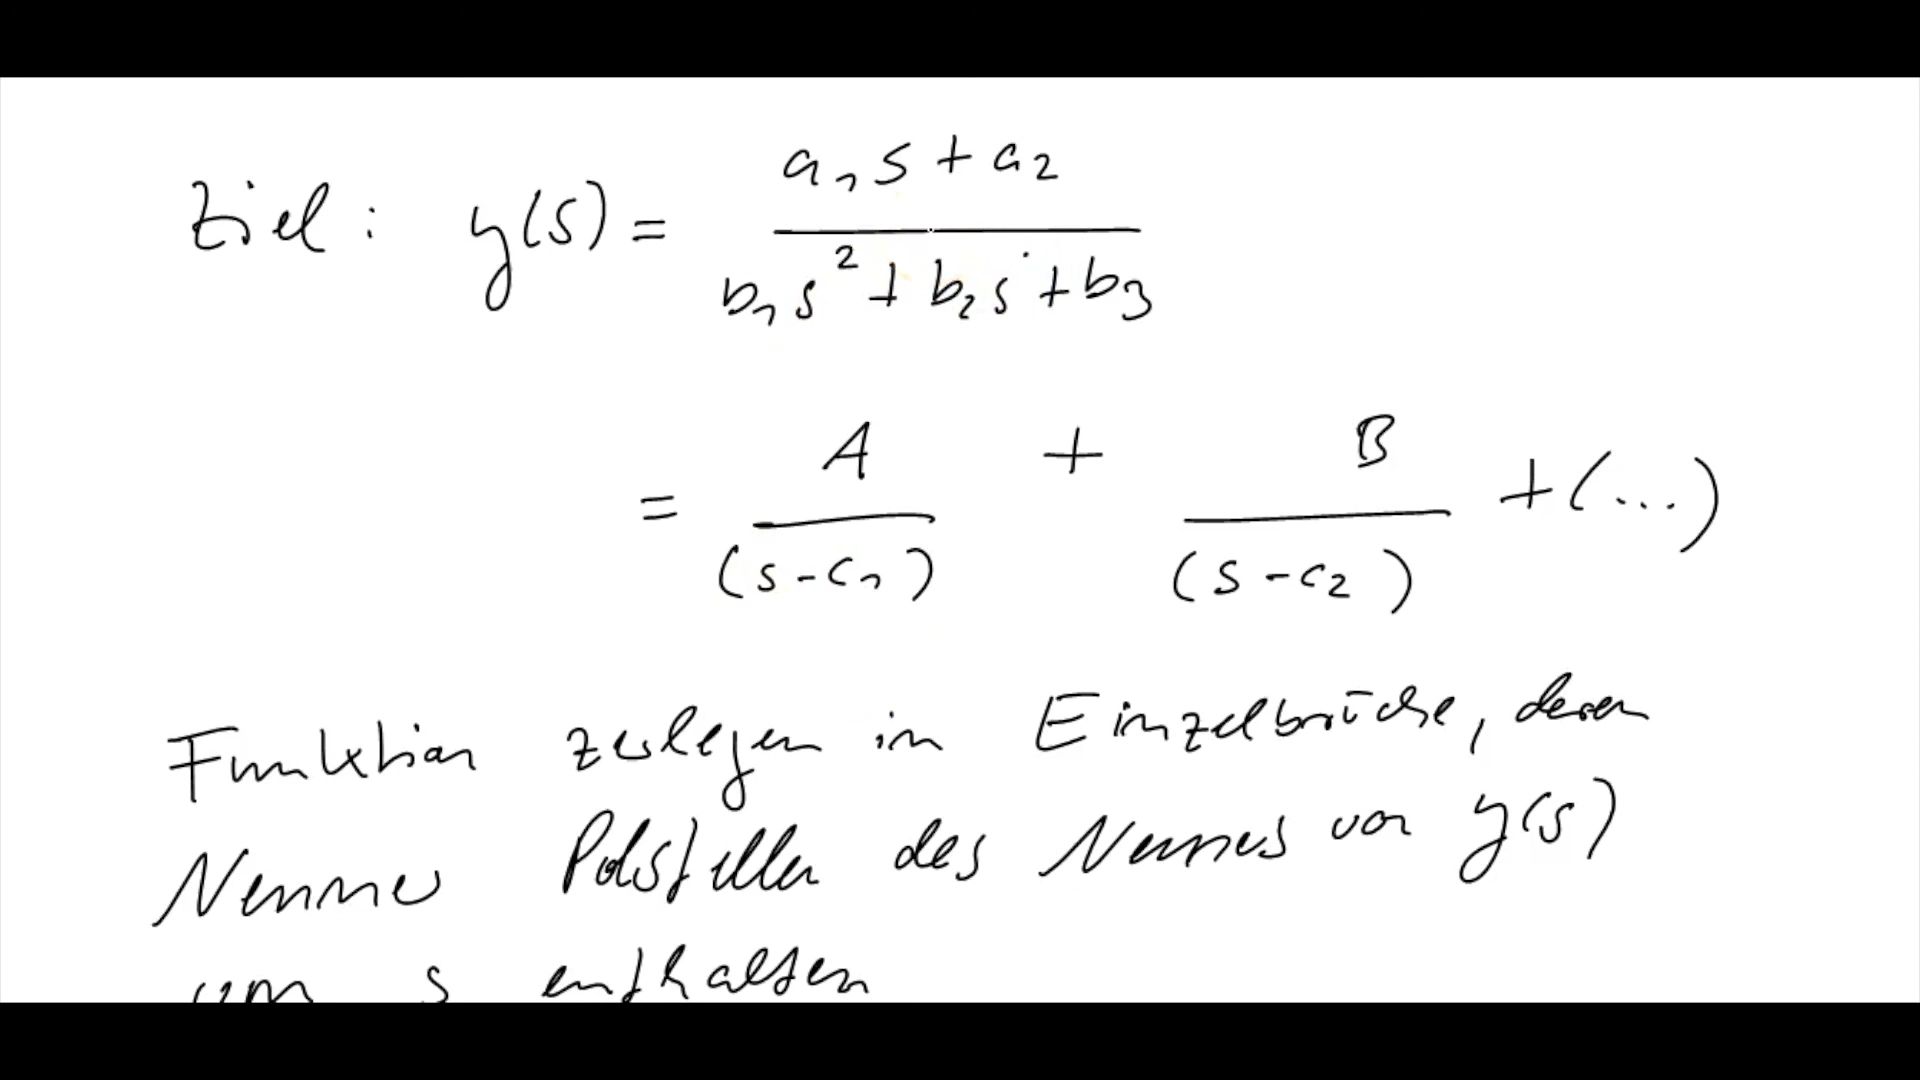 Ziel: y(s) = (a₁s + a₂) / (b₁s² + b₂s + b₃)
= A / (s - c₁) + B / (s - c₂) + (...)
Funktion zerlegen in Einzelbrüche, deren
Nenner Polstellen des Nenners von y(s)
von s enthalten